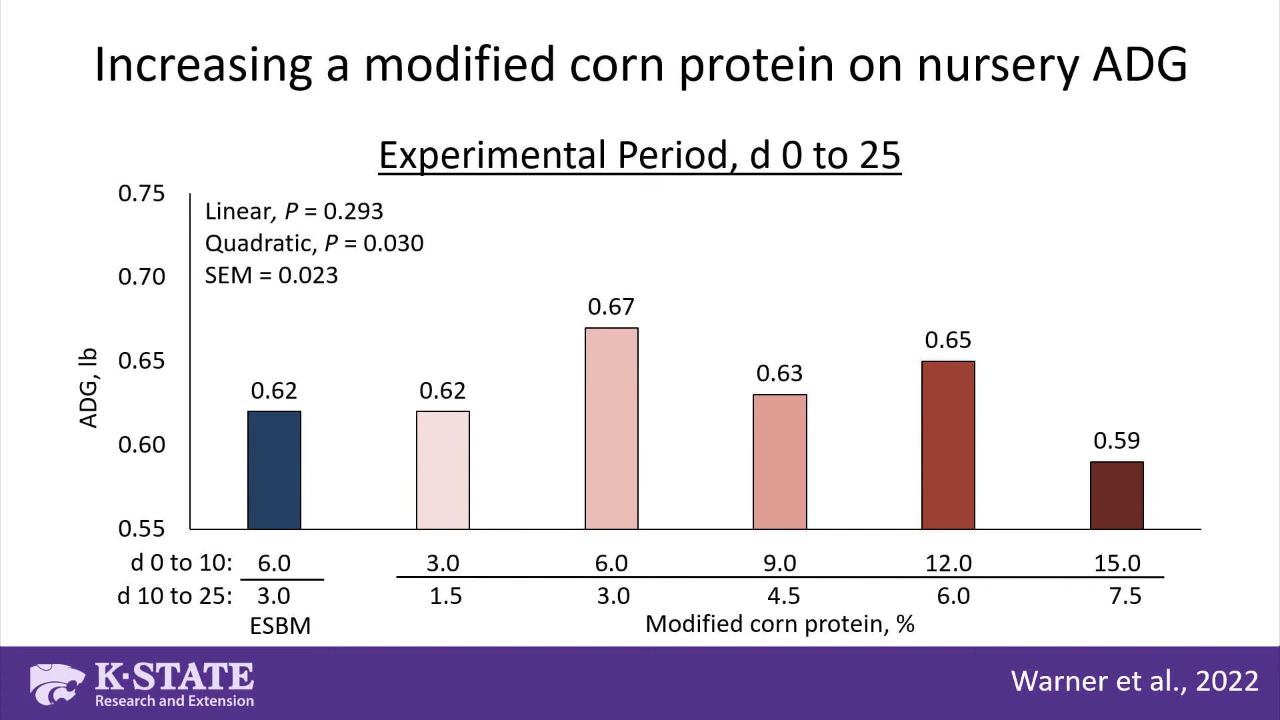 Increasing a modified corn protein on nursery ADG
Experimental Period, d 0 to 25
Linear, P = 0.293
Quadratic, P = 0.030
SEM = 0.023
ADG, lb
0.75
0.70
0.65
0.60
0.55
0.62
0.62
0.67
0.63
0.65
0.59
d 0 to 10: 6.0 3.0 6.0 9.0 12.0 15.0
d 10 to 25: 3.0 1.5 3.0 4.5 6.0 7.5
ESBM
Modified corn protein, %
K-STATE
Research and Extension
Warner et al., 2022